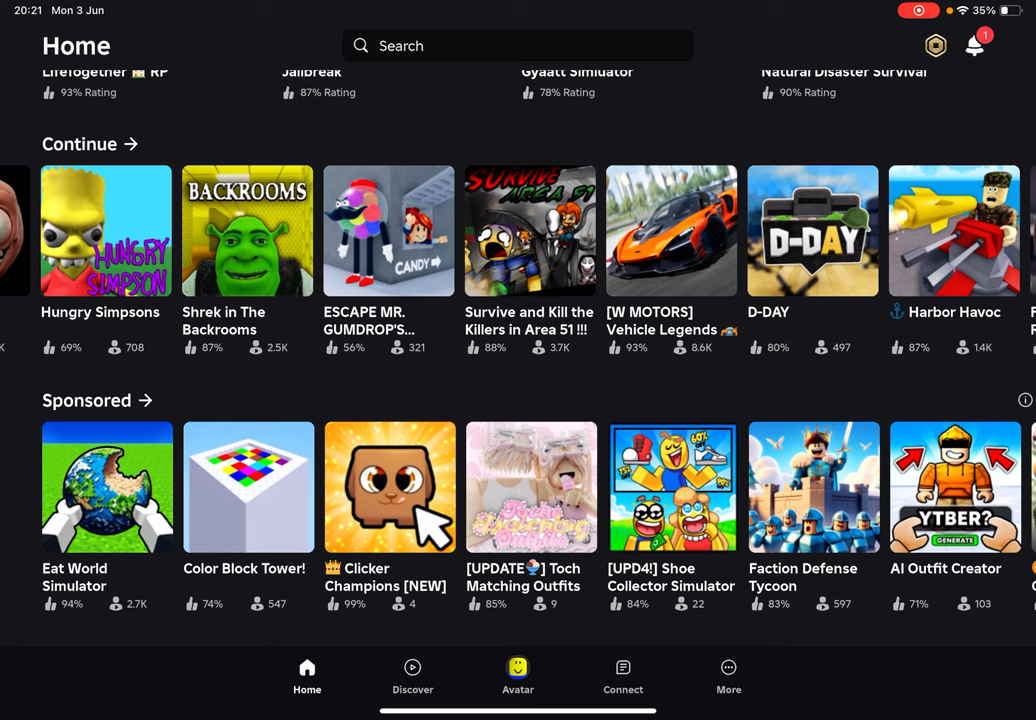 20:21 Mon 3 Jun
35%
Home
Search
1
LifeTogether 🏠 RP
Jailbreak
Gyaatt Simulator
Natural Disaster Survival
93% Rating
87% Rating
78% Rating
90% Rating
Continue →
HUNGRY
SIMPSON
BACKROOMS
CANDY →
SURVIVE
AREA 51
D-DAY
Hungry Simpsons
Shrek in The
Backrooms
ESCAPE MR.
GUMDROP'S...
Survive and Kill the
Killers in Area 51 !!!
[W MOTORS]
Vehicle Legends 🚗
D-DAY
⚓ Harbor Havoc
K
69% 708
87% 2.5K
56% 321
88% 3.7K
93% 8.6K
80% 497
87% 1.4K
Sponsored →
60%
YTBER?
GENERATE
Eat World
Simulator
Color Block Tower!
👑 Clicker
Champions [NEW]
[UPDATE🍧] Toch
Matching Outfits
[UPD4!] Shoe
Collector Simulator
Faction Defense
Tycoon
AI Outfit Creator
94% 2.7K
74% 547
99% 4
85% 9
84% 22
83% 597
71% 103
Home
Discover
Avatar
Connect
More